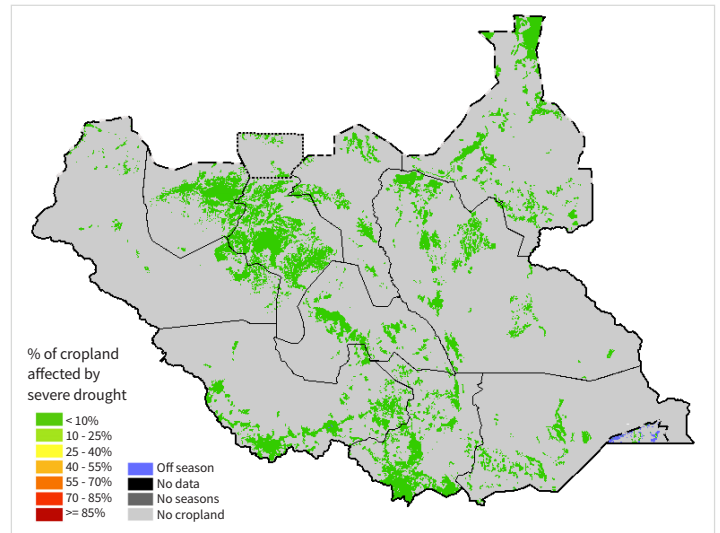 % of cropland
affected by
severe drought
< 10%
10 - 25%
25 - 40%
40 - 55%
55 - 70%
70 - 85%
>= 85%
Off season
No data
No seasons
No cropland